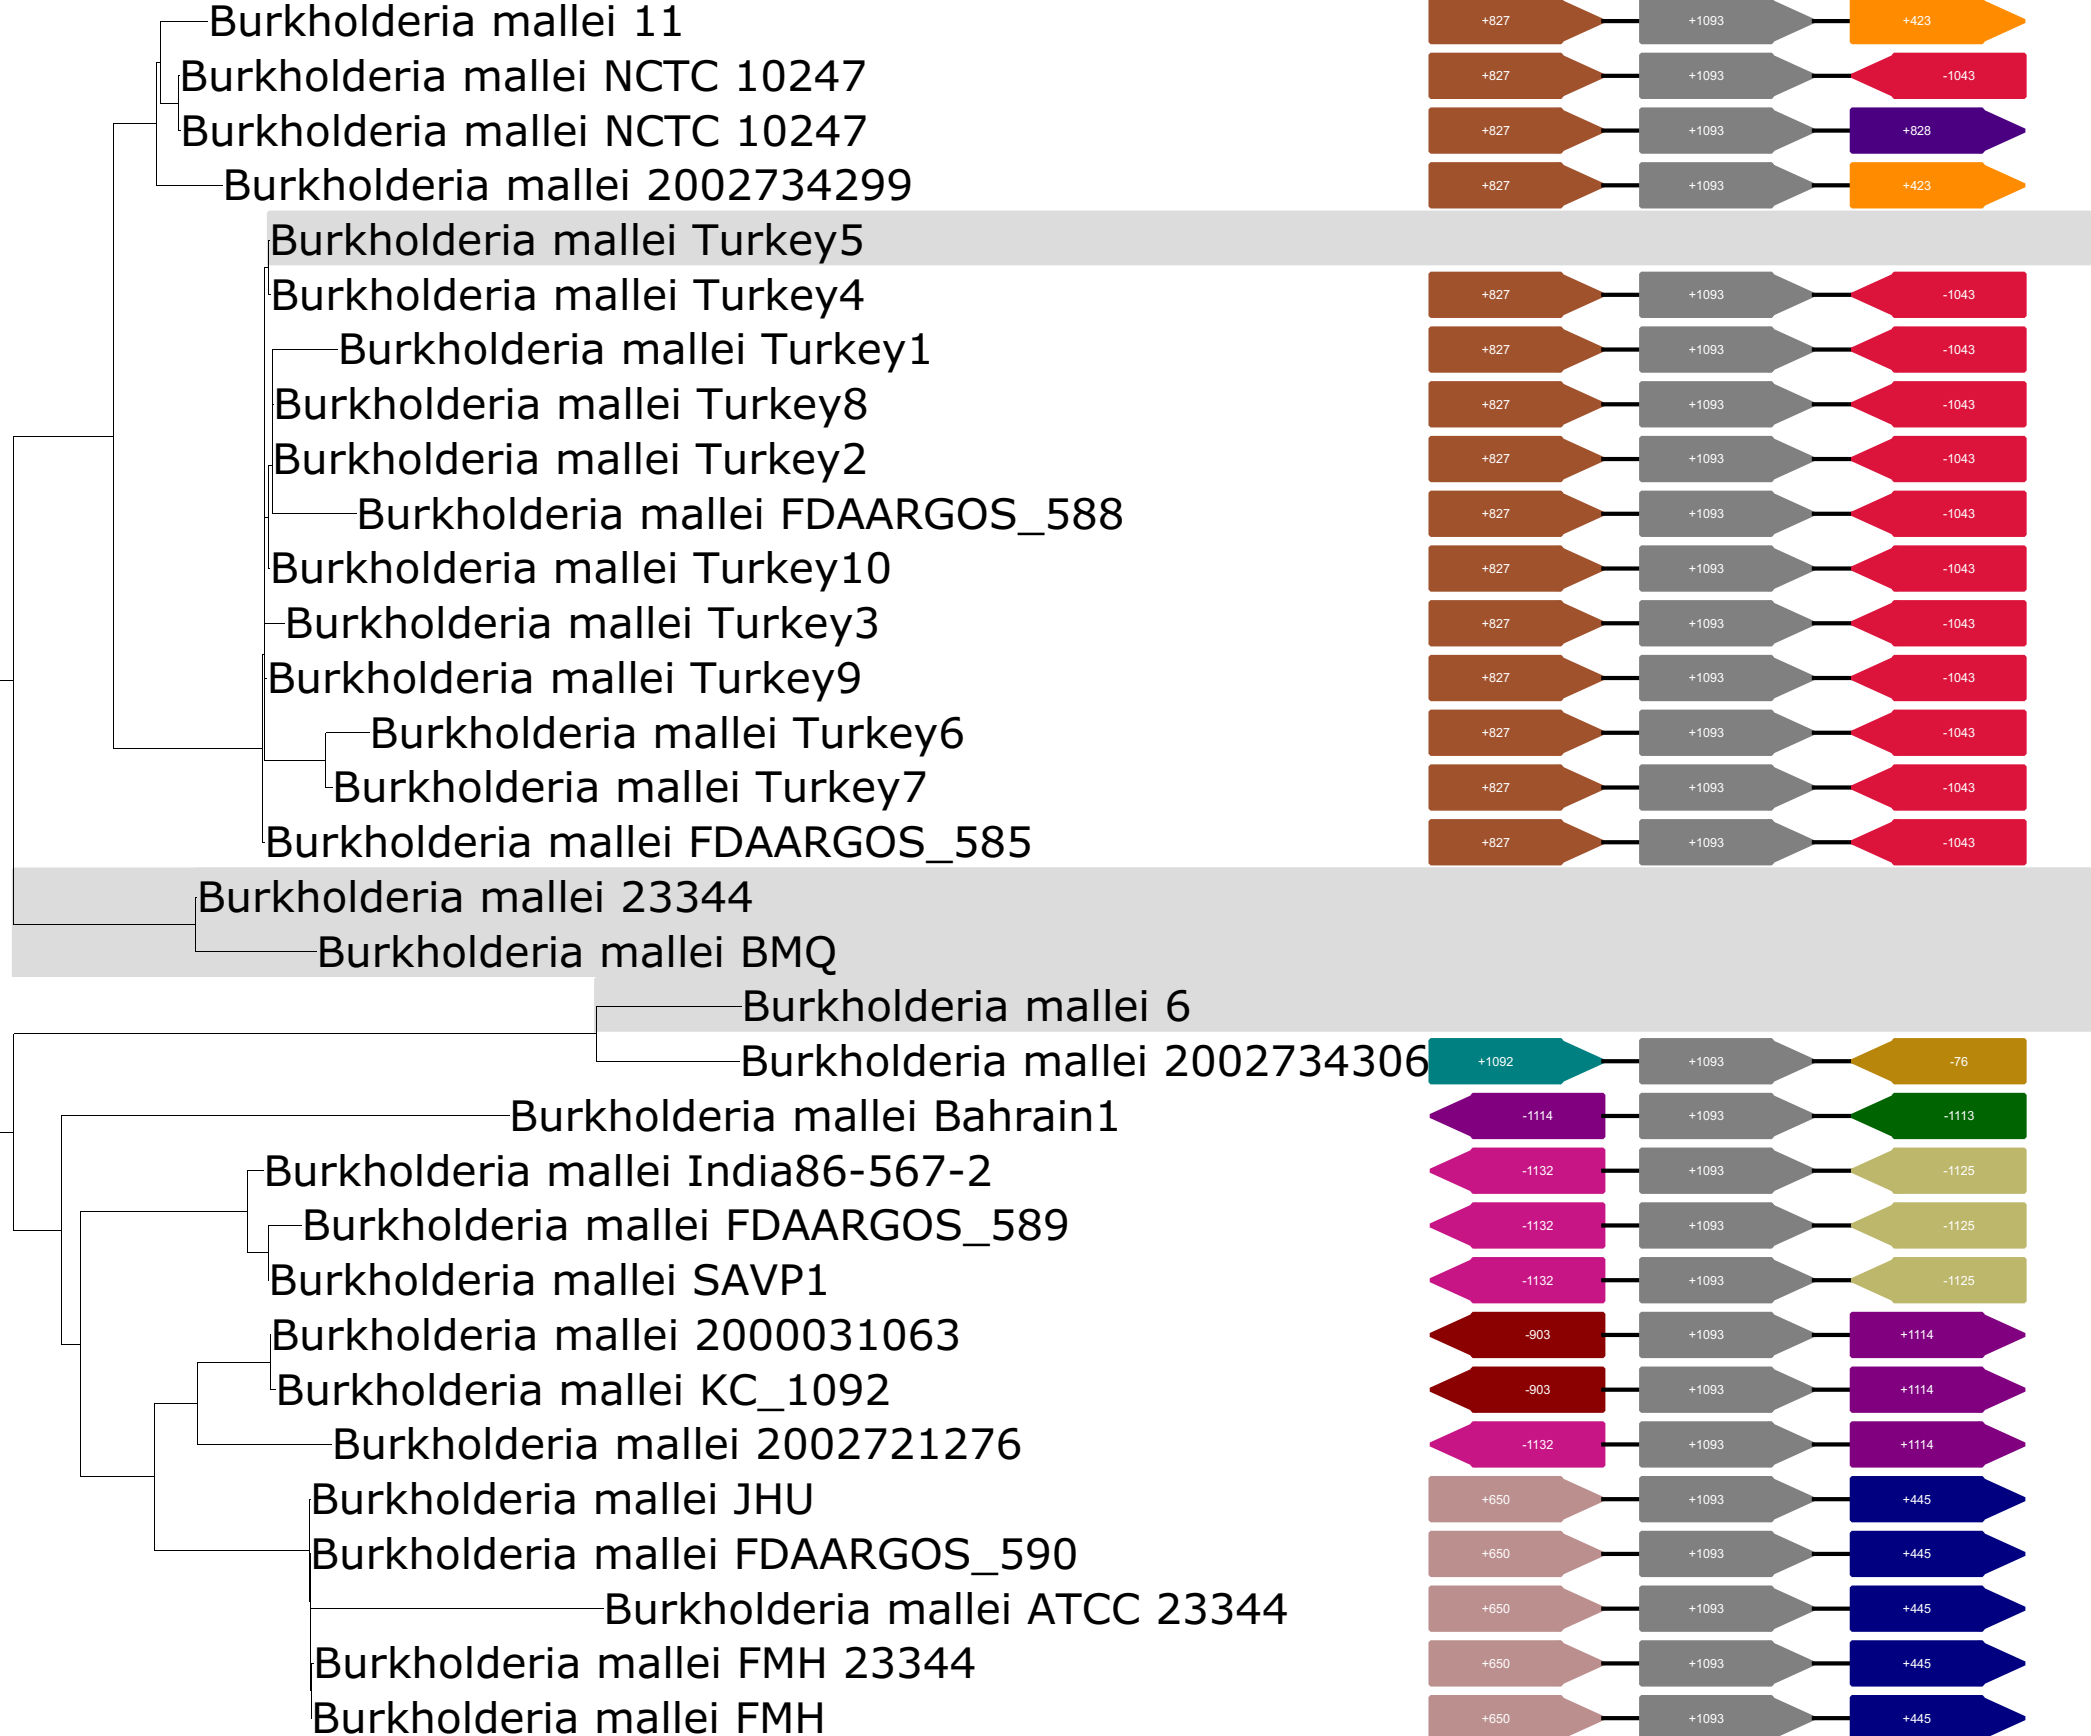 Burkholderia mallei 11 +827 +1093 +423
Burkholderia mallei NCTC 10247 +827 +1093 -1043
Burkholderia mallei NCTC 10247 +827 +1093 +828
Burkholderia mallei 2002734299 +827 +1093 +423
Burkholderia mallei Turkey5
Burkholderia mallei Turkey4 +827 +1093 -1043
Burkholderia mallei Turkey1 +827 +1093 -1043
Burkholderia mallei Turkey8 +827 +1093 -1043
Burkholderia mallei Turkey2 +827 +1093 -1043
Burkholderia mallei FDAARGOS_588 +827 +1093 -1043
Burkholderia mallei Turkey10 +827 +1093 -1043
Burkholderia mallei Turkey3 +827 +1093 -1043
Burkholderia mallei Turkey9 +827 +1093 -1043
Burkholderia mallei Turkey6 +827 +1093 -1043
Burkholderia mallei Turkey7 +827 +1093 -1043
Burkholderia mallei FDAARGOS_585 +827 +1093 -1043
Burkholderia mallei 23344
Burkholderia mallei BMQ
Burkholderia mallei 6
Burkholderia mallei 2002734306 +1092 +1093 -76
Burkholderia mallei Bahrain1 -1114 +1093 -1113
Burkholderia mallei India86-567-2 -1132 +1093 -1125
Burkholderia mallei FDAARGOS_589 -1132 +1093 -1125
Burkholderia mallei SAVP1 -1132 +1093 -1125
Burkholderia mallei 2000031063 -903 +1093 +1114
Burkholderia mallei KC_1092 -903 +1093 +1114
Burkholderia mallei 2002721276 -1132 +1093 +1114
Burkholderia mallei JHU +650 +1093 +445
Burkholderia mallei FDAARGOS_590 +650 +1093 +445
Burkholderia mallei ATCC 23344 +650 +1093 +445
Burkholderia mallei FMH 23344 +650 +1093 +445
Burkholderia mallei FMH +650 +1093 +445